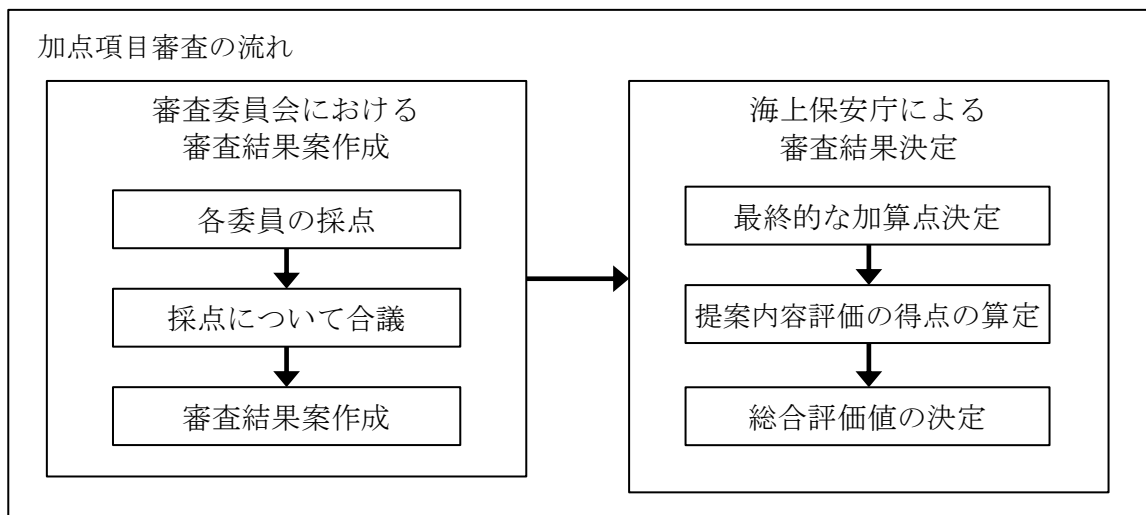 加点項目審査の流れ
審査委員会における
審査結果案作成
各委員の採点
採点について合議
審査結果案作成
海上保安庁による
審査結果決定
最終的な加算点決定
提案内容評価の得点の算定
総合評価値の決定